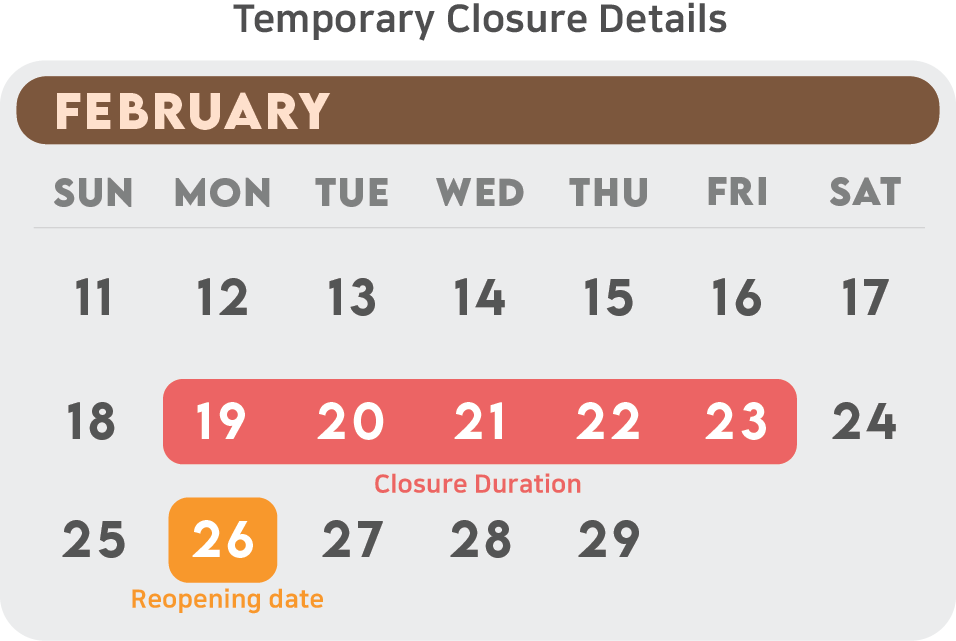 Temporary Closure Details
FEBRUARY
SUN MON TUE WED THU FRI SAT
11 12 13 14 15 16 17
18 19 20 21 22 23 24
Closure Duration
25 26 27 28 29
Reopening date